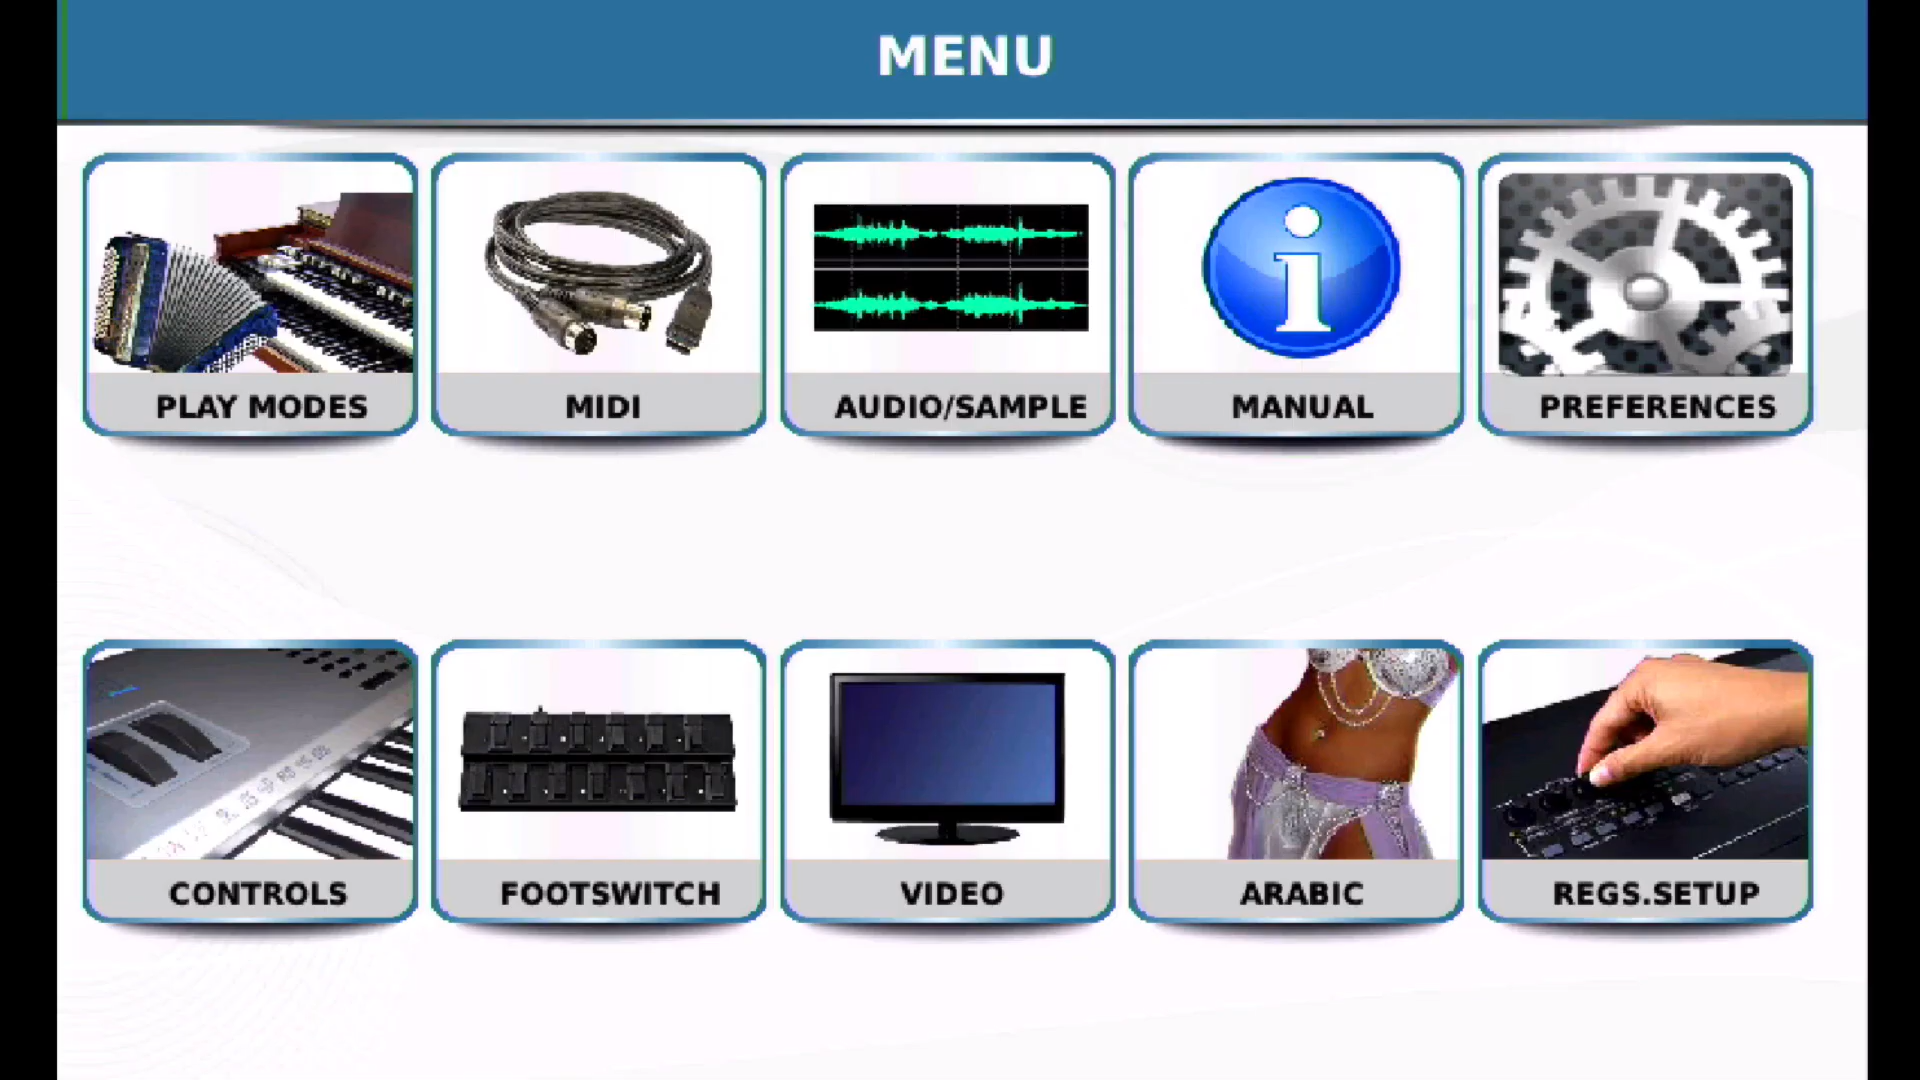 MENU
PLAY MODES
MIDI
AUDIO/SAMPLE
MANUAL
PREFERENCES
CONTROLS
FOOTSWITCH
VIDEO
ARABIC
REGS.SETUP